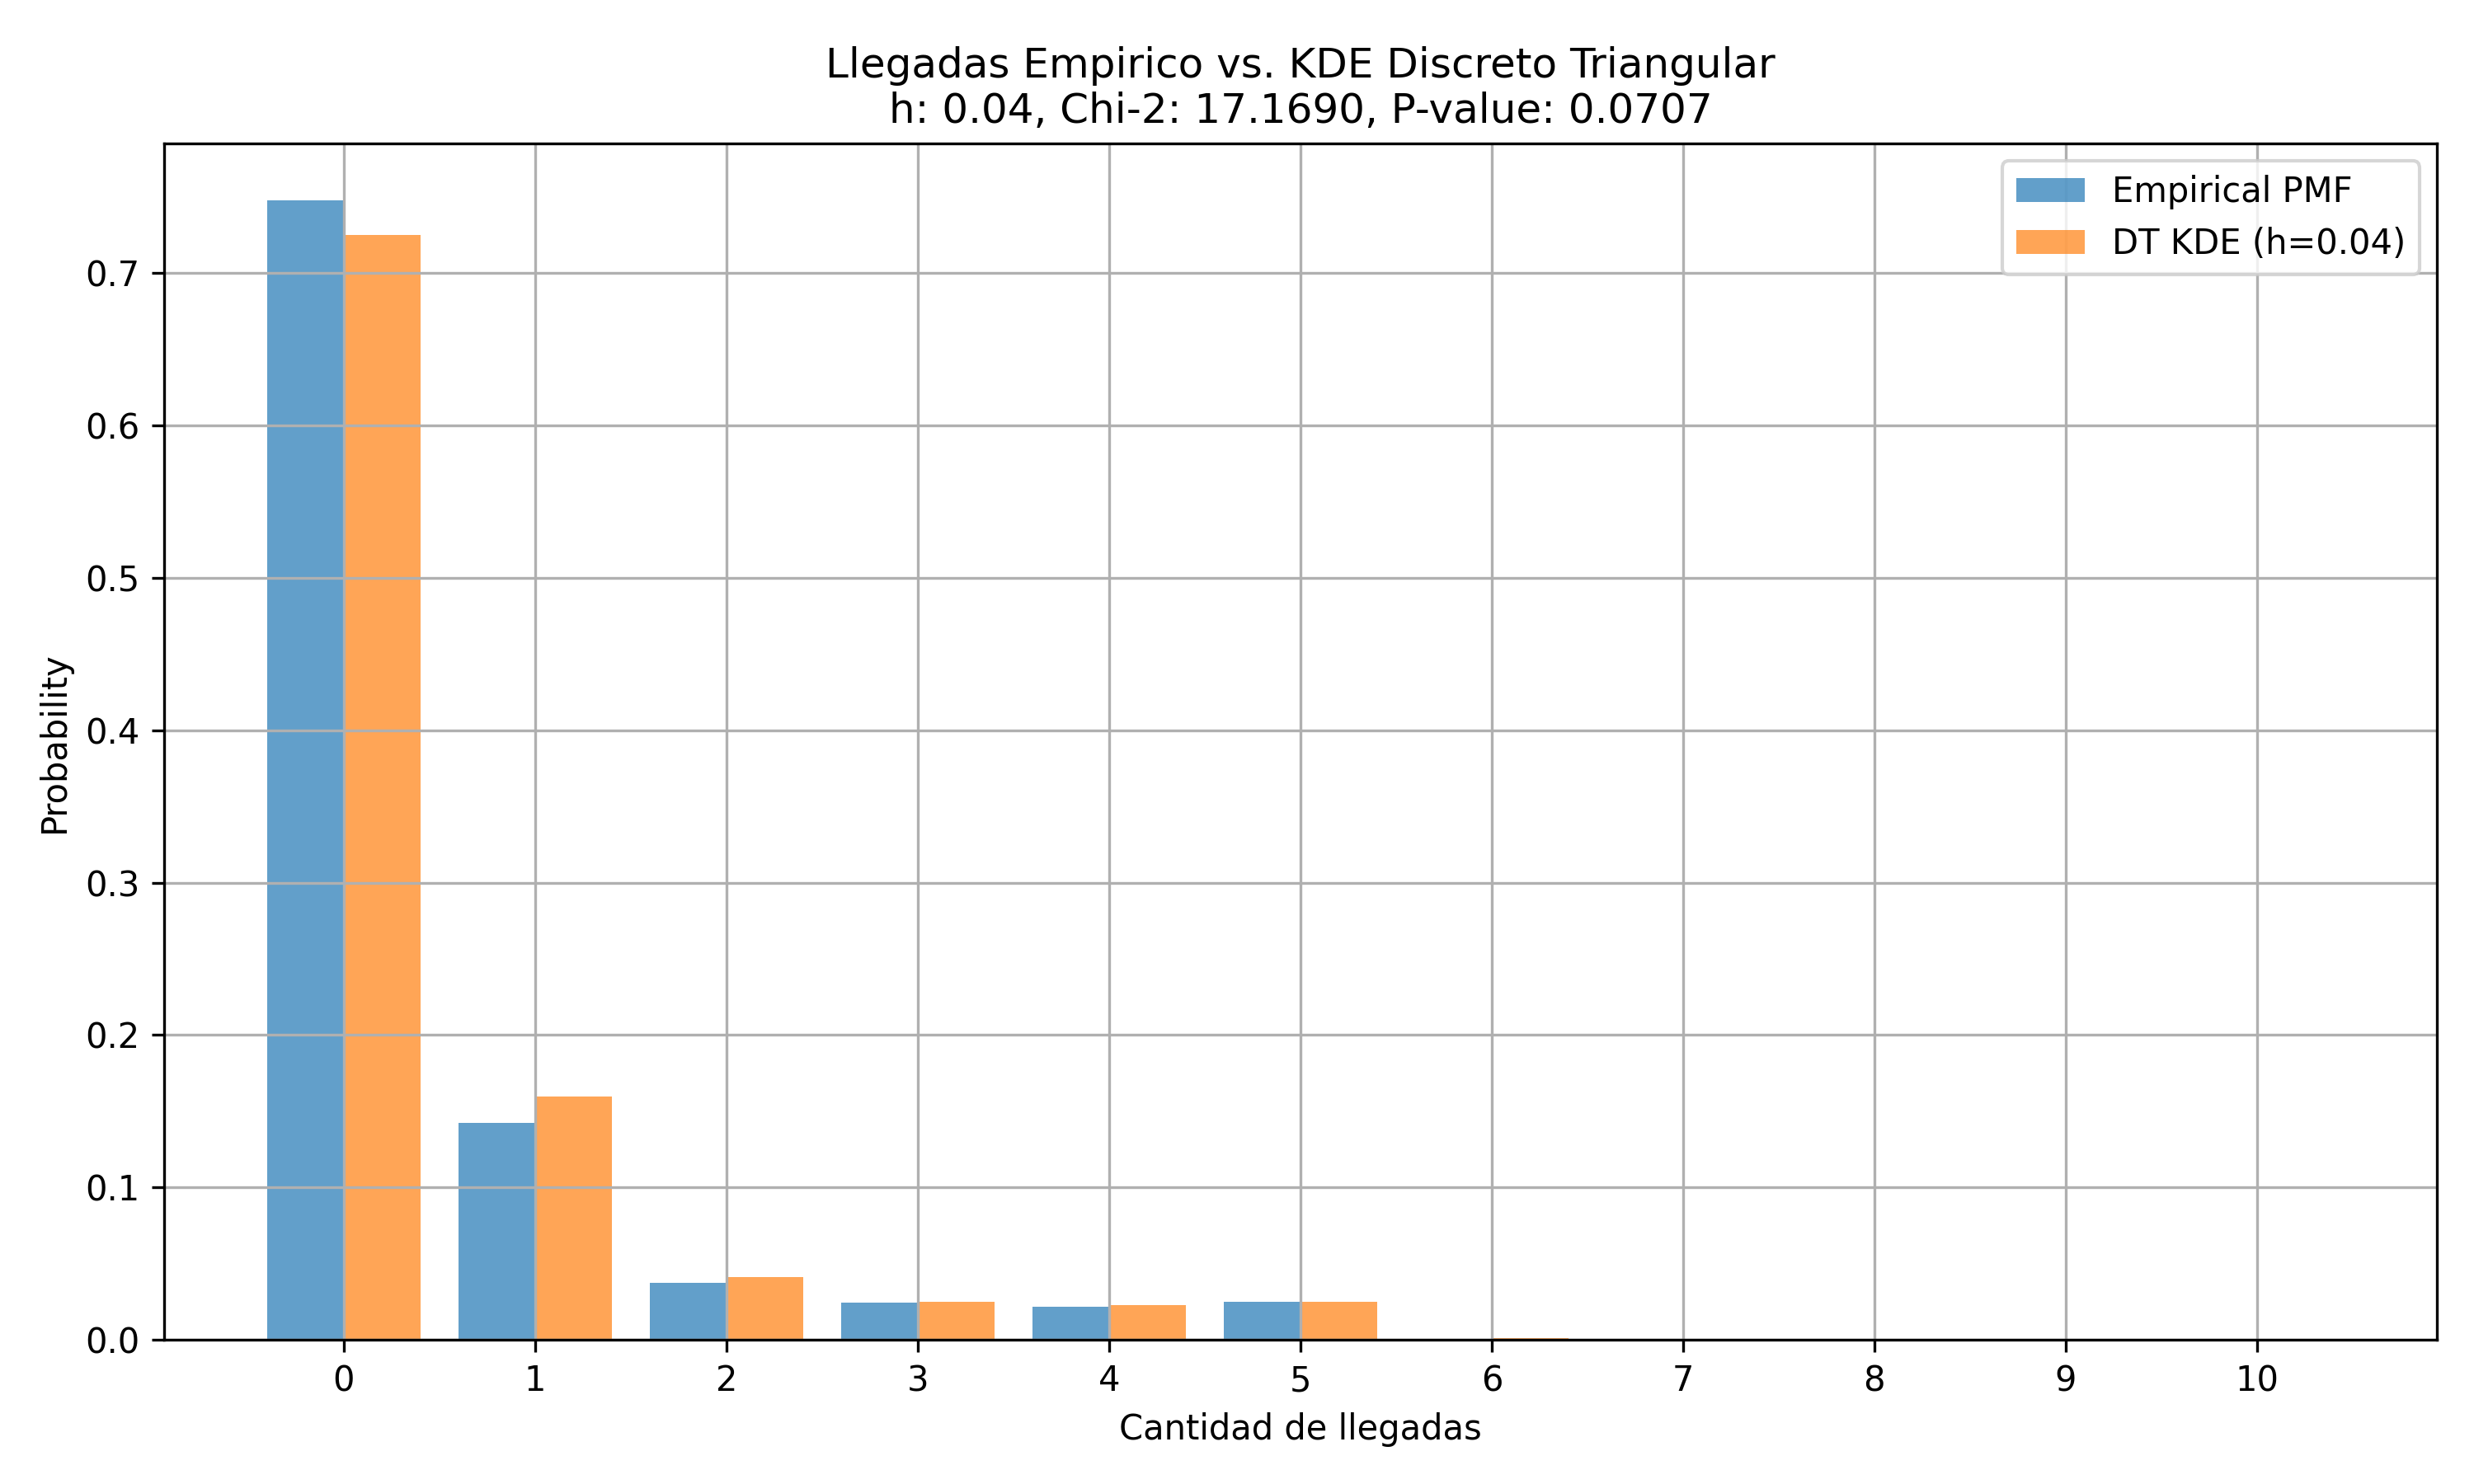 Llegadas Empirico vs. KDE Discreto Triangular
h: 0.04, Chi-2: 17.1690, P-value: 0.0707
Empirical PMF
DT KDE (h=0.04)
Probability
0.7
0.6
0.5
0.4
0.3
0.2
0.1
0.0
0 1 2 3 4 5 6 7 8 9 10
Cantidad de llegadas